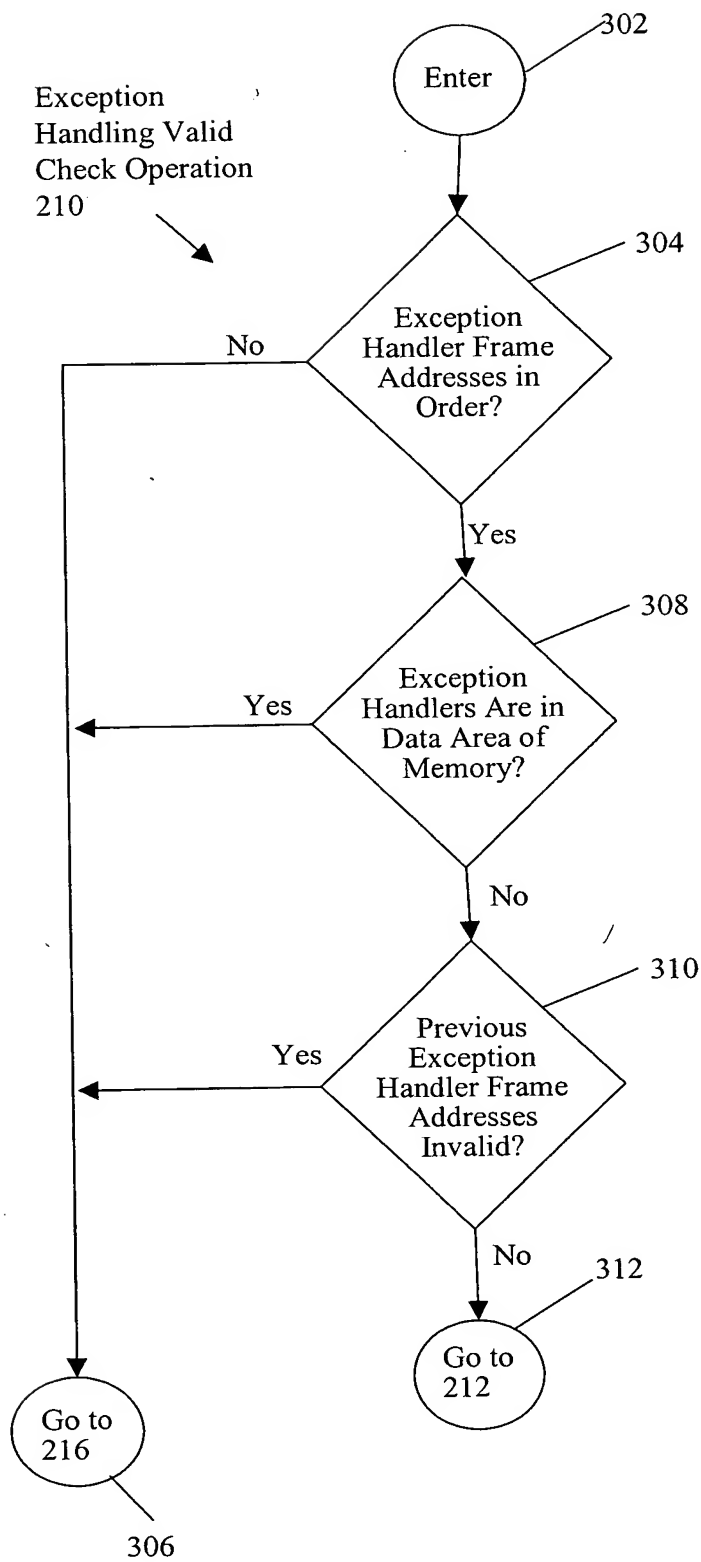 302
Enter
Exception
Handling Valid
Check Operation
210
304
Exception
Handler Frame
Addresses in
Order?
No
Yes
308
Exception
Handlers Are in
Data Area of
Memory?
Yes
No
310
Previous
Exception
Handler Frame
Addresses
Invalid?
Yes
No
312
Go to
212
Go to
216
306